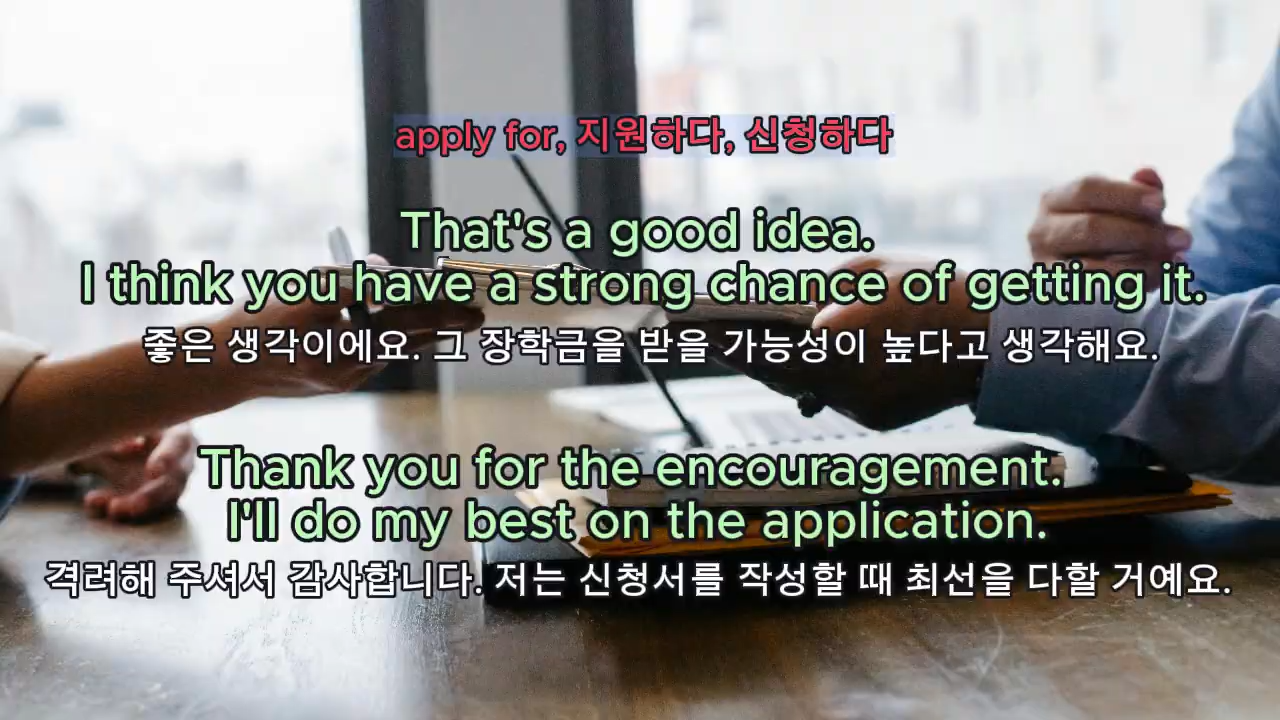 apply for, 지원하다, 신청하다
That's a good idea.
I think you have a strong chance of getting it.
좋은 생각이에요. 그 장학금을 받을 가능성이 높다고 생각해요.
Thank you for the encouragement.
I'll do my best on the application.
격려해 주셔서 감사합니다. 저는 신청서를 작성할 때 최선을 다할 거예요.